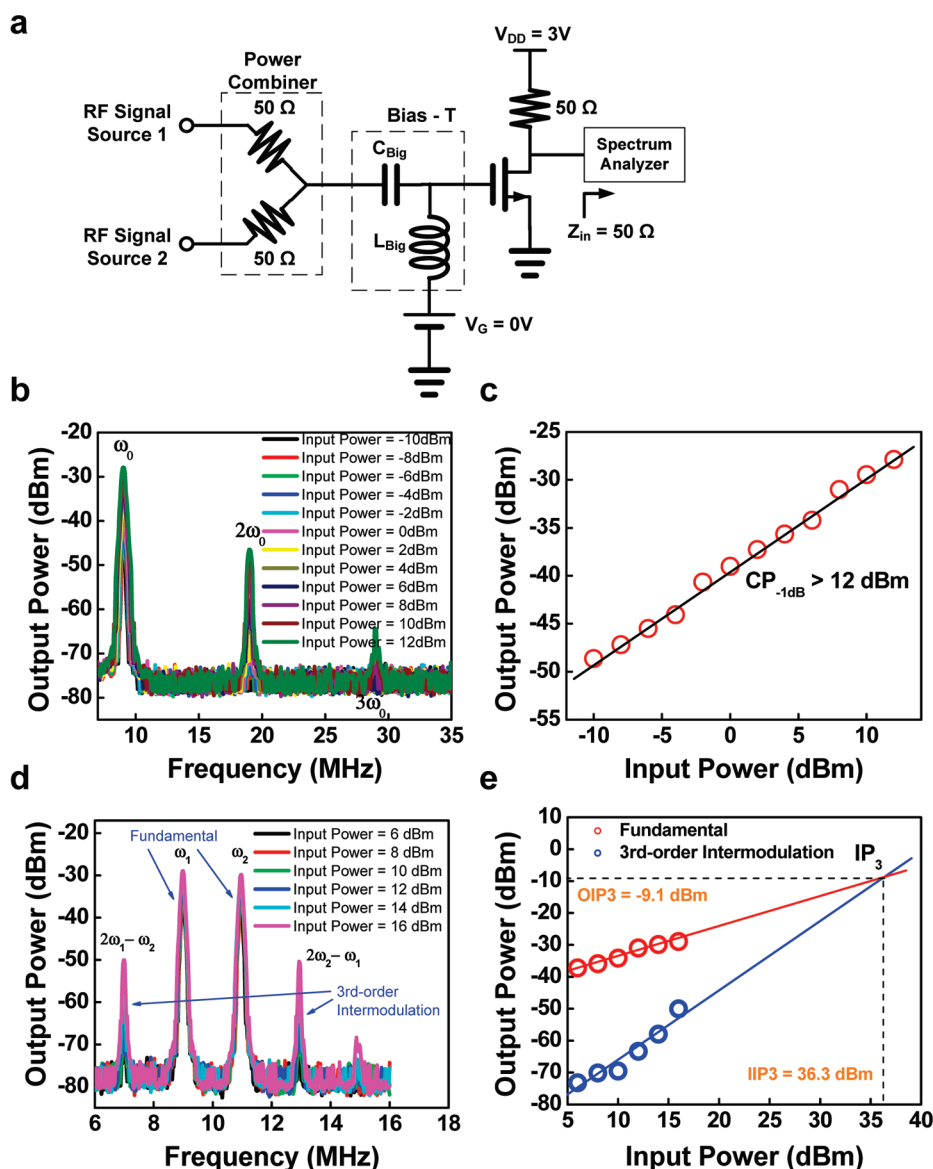 a
Power
Combiner
50 Ω
RF Signal
Source 1
RF Signal
Source 2
50 Ω
Bias - T
C_Big
L_Big
V_G = 0V
V_DD = 3V
50 Ω
Spectrum
Analyzer
Z_in = 50 Ω
b
Output Power (dBm)
-20
-30
-40
-50
-60
-70
-80
ω₀
2ω₀
3ω₀
Input Power = -10dBm
Input Power = -8dBm
Input Power = -6dBm
Input Power = -4dBm
Input Power = -2dBm
Input Power = 0dBm
Input Power = 2dBm
Input Power = 4dBm
Input Power = 6dBm
Input Power = 8dBm
Input Power = 10dBm
Input Power = 12dBm
10 15 20 25 30 35
Frequency (MHz)
c
Output Power (dBm)
-25
-30
-35
-40
-45
-50
-55
CP_-1dB > 12 dBm
-10 -5 0 5 10
Input Power (dBm)
d
Output Power (dBm)
-20
-30
-40
-50
-60
-70
-80
Fundamental
ω₁
ω₂
2ω₁ − ω₂
2ω₂ − ω₁
3rd-order
Intermodulation
Input Power = 6 dBm
Input Power = 8 dBm
Input Power = 10 dBm
Input Power = 12 dBm
Input Power = 14 dBm
Input Power = 16 dBm
6 8 10 12 14 16 18
Frequency (MHz)
e
Output Power (dBm)
10
0
-10
-20
-30
-40
-50
-60
-70
-80
Fundamental
3rd-order Intermodulation
IP₃
OIP3 = -9.1 dBm
IIP3 = 36.3 dBm
5 10 15 20 25 30 35 40
Input Power (dBm)